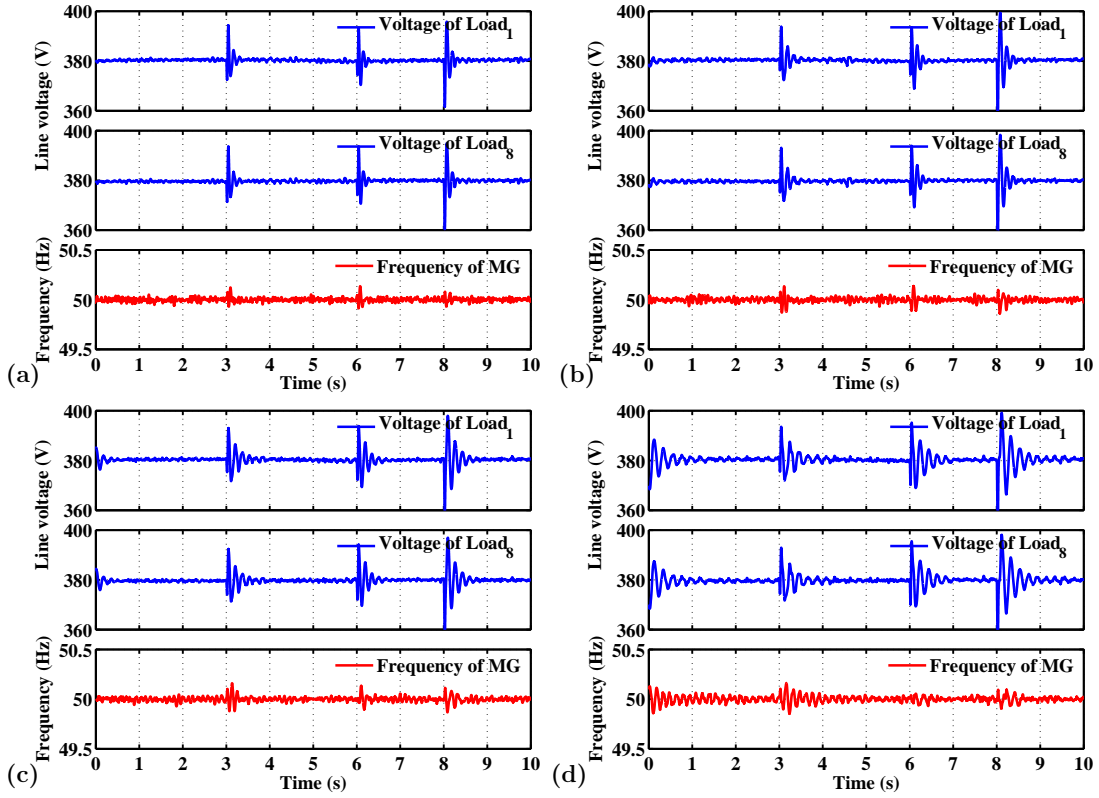 400
380
360
Line voltage (V)
Voltage of Load1
400
380
360
Voltage of Load8
50.5
50
49.5
Frequency (Hz)
Frequency of MG
0 1 2 3 4 5 6 7 8 9 10
Time (s)
(a)
400
380
360
Line voltage (V)
Voltage of Load1
400
380
360
Voltage of Load8
50.5
50
49.5
Frequency (Hz)
Frequency of MG
0 1 2 3 4 5 6 7 8 9 10
Time (s)
(b)
400
380
360
Line voltage (V)
Voltage of Load1
400
380
360
Voltage of Load8
50.5
50
49.5
Frequency (Hz)
Frequency of MG
0 1 2 3 4 5 6 7 8 9 10
Time (s)
(c)
400
380
360
Line voltage (V)
Voltage of Load1
400
380
360
Voltage of Load8
50.5
50
49.5
Frequency (Hz)
Frequency of MG
0 1 2 3 4 5 6 7 8 9 10
Time (s)
(d)